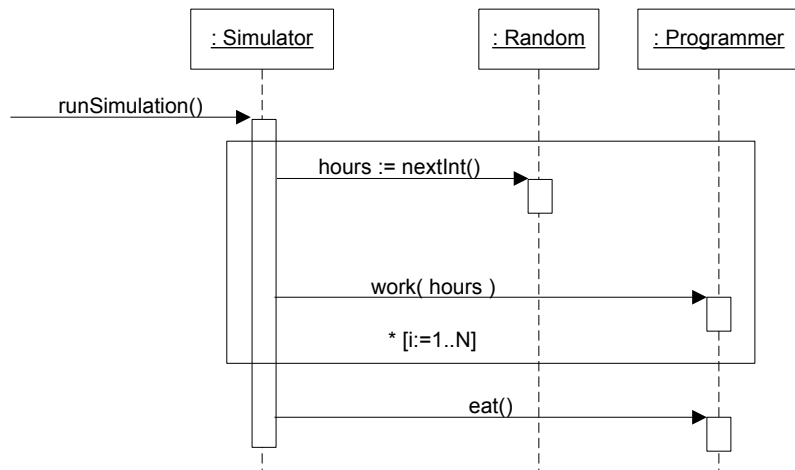 : Simulator
: Random
: Programmer
runSimulation()
hours := nextInt()
work( hours )
* [i:=1..N]
eat()